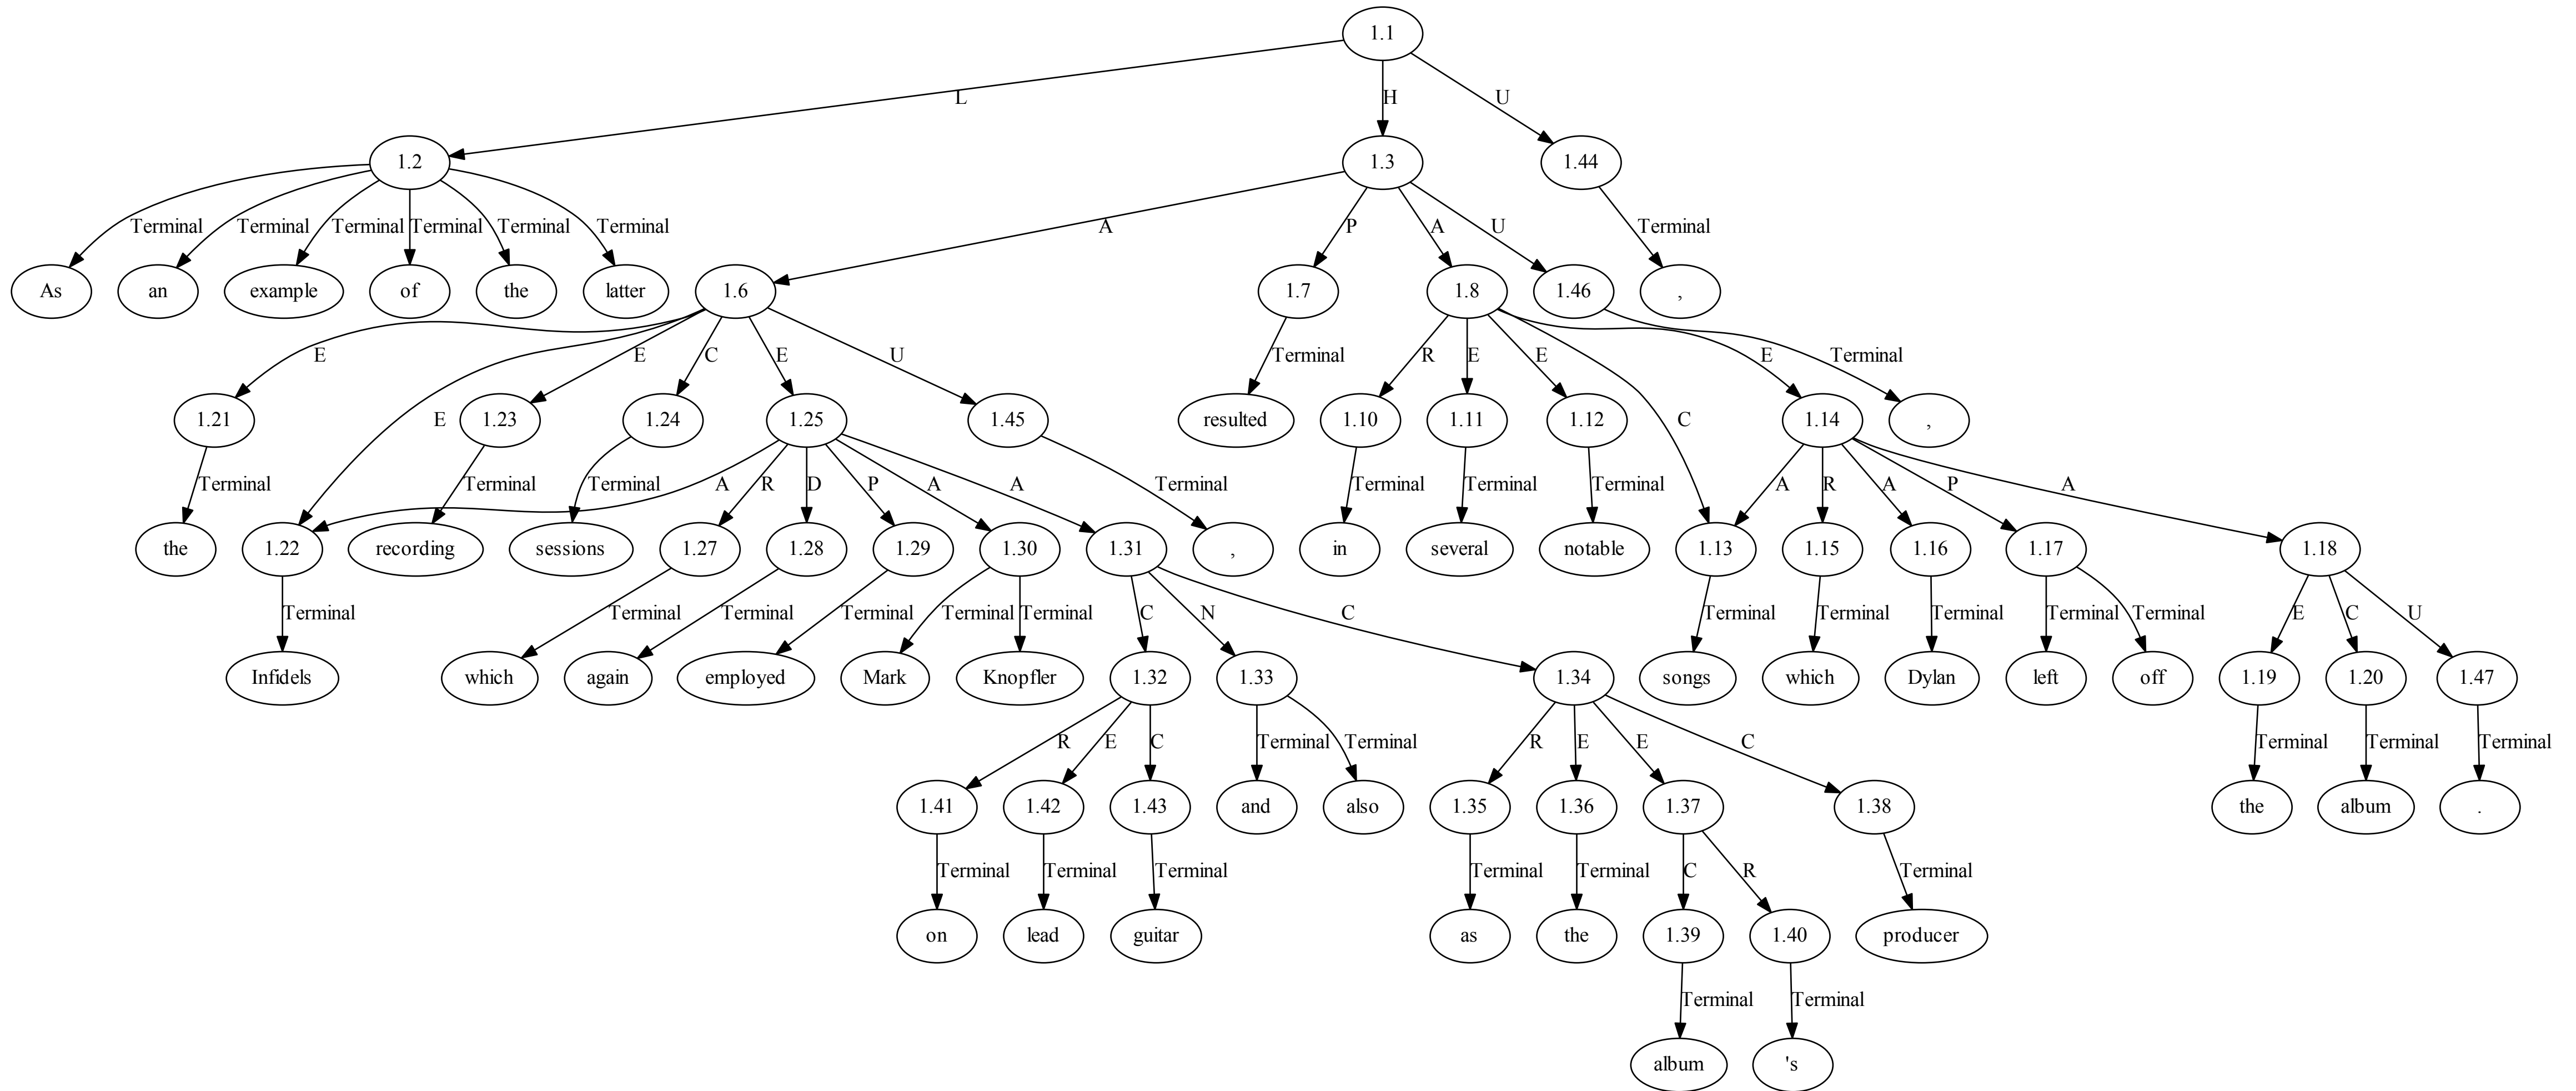 1.1
L H U
1.2 1.3 1.44
Terminal Terminal Terminal Terminal Terminal Terminal A P A U Terminal
As an example of the latter 1.6 1.7 1.8 1.46 ,
E E E C E U Terminal R E E C E Terminal
1.21 1.23 1.24 1.25 1.45 resulted 1.10 1.11 1.12 1.14 ,
Terminal Terminal Terminal A R D P A A Terminal Terminal Terminal Terminal A R A P A
the 1.22 recording sessions 1.27 1.28 1.29 1.30 1.31 , in several notable 1.13 1.15 1.16 1.17 1.18
Terminal Terminal Terminal Terminal Terminal Terminal C N C Terminal Terminal Terminal Terminal Terminal E C U
Infidels which again employed Mark Knopfler 1.32 1.33 1.34 songs which Dylan left off 1.19 1.20 1.47
R E C Terminal Terminal R E E C Terminal Terminal Terminal
1.41 1.42 1.43 and also 1.35 1.36 1.37 1.38 the album .
Terminal Terminal Terminal Terminal Terminal C R Terminal
on lead guitar as the 1.39 1.40 producer
Terminal Terminal
album 's